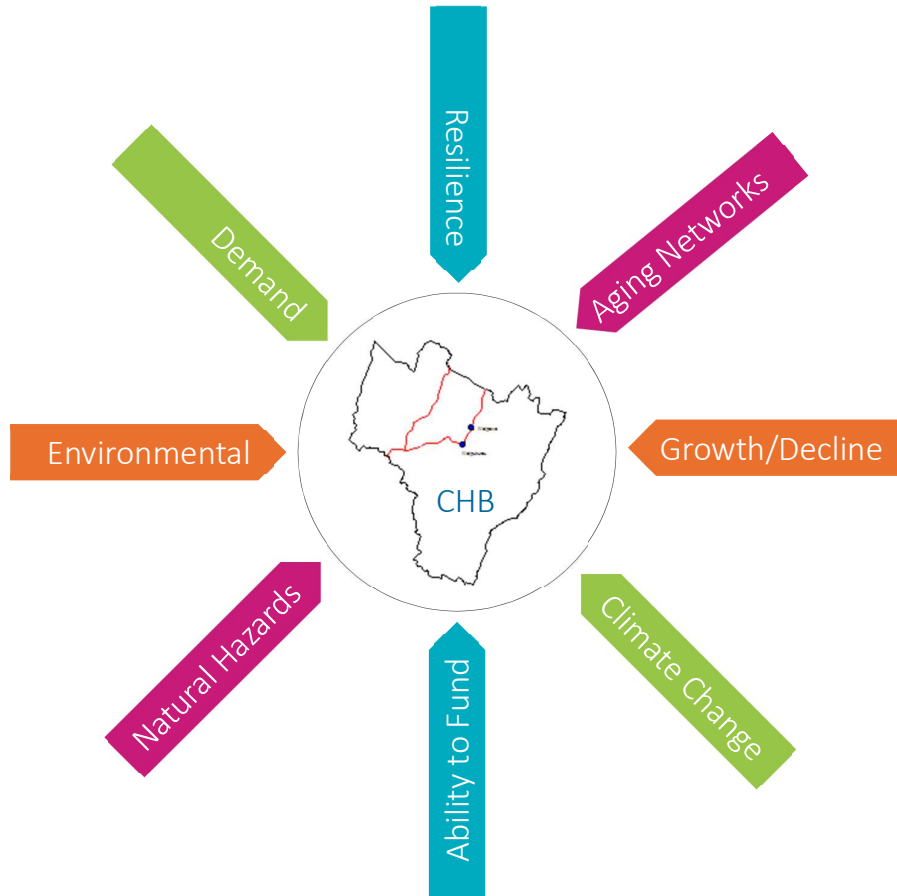 Resilience
Aging Networks
Demand
Growth/Decline
Environmental
CHB
Climate Change
Natural Hazards
Ability to Fund